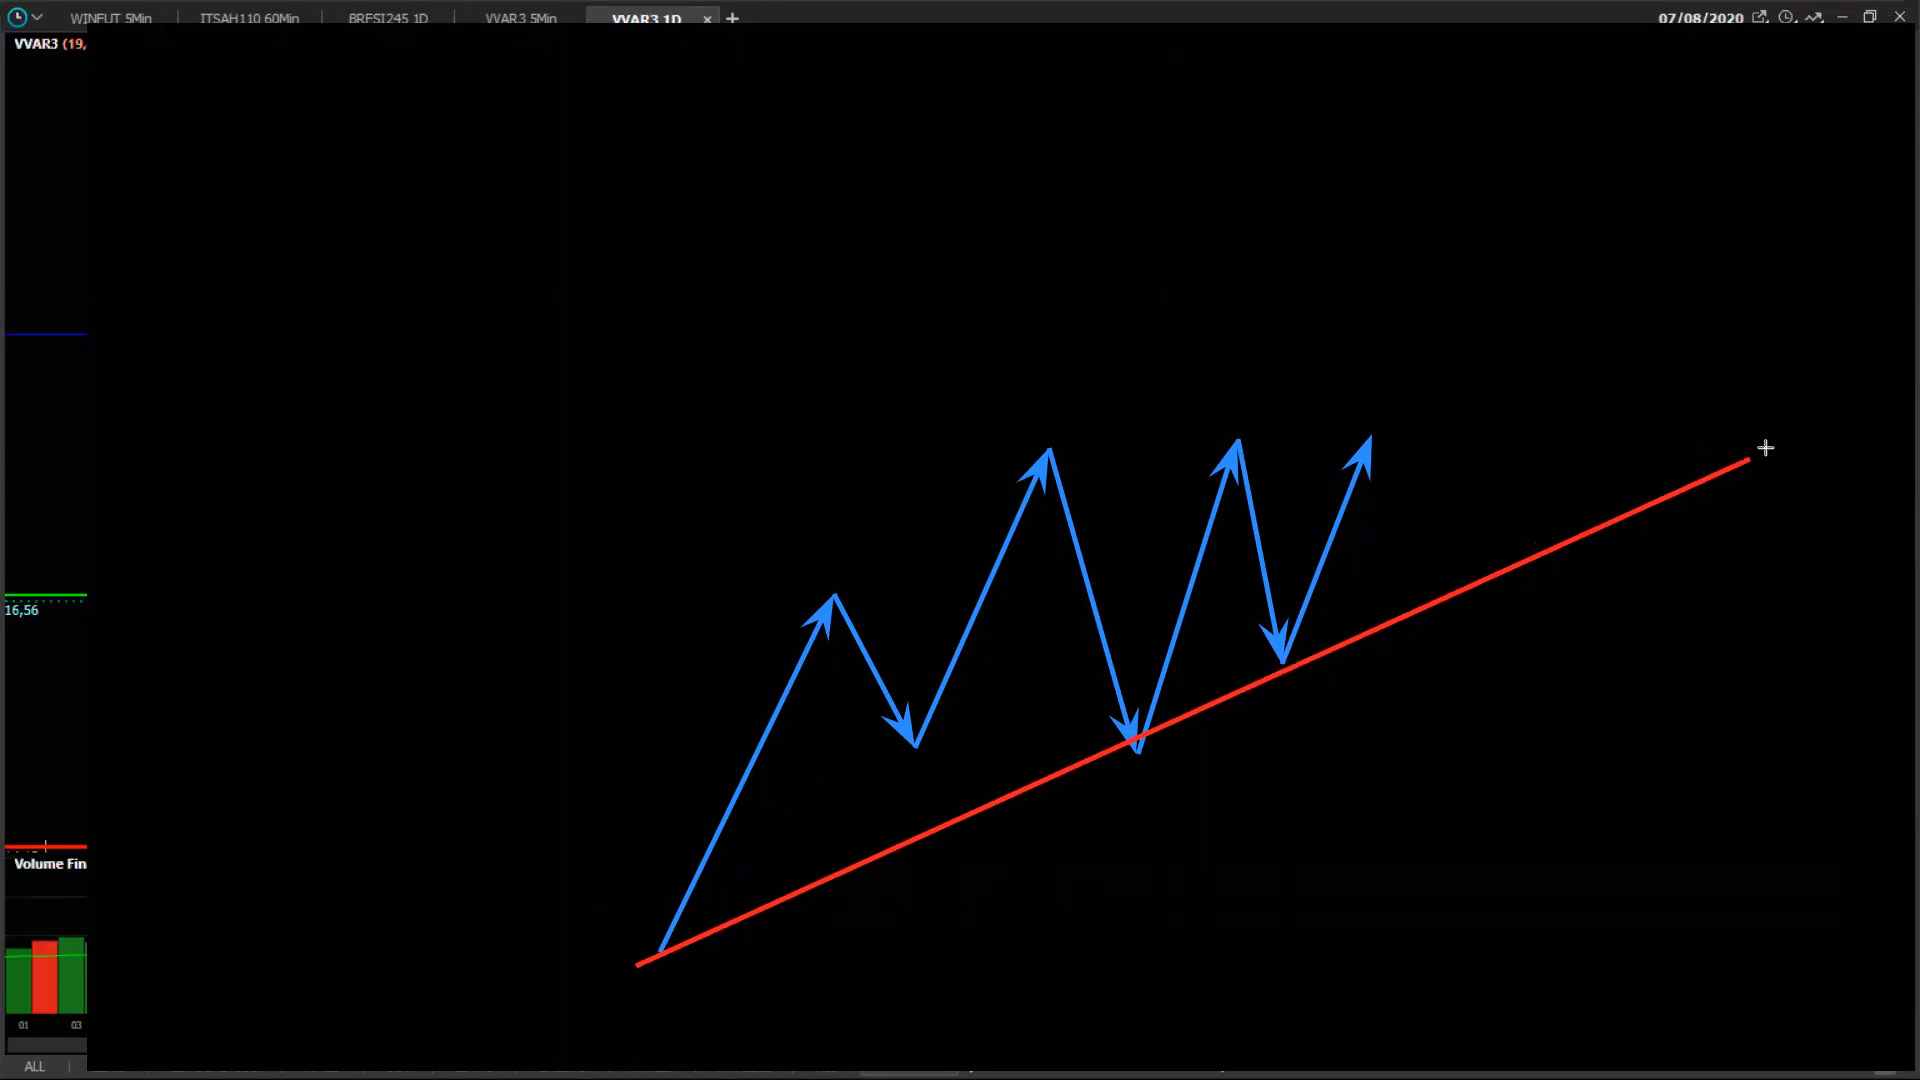 WINFUT 5Min ITSAH110 60Min BRESI245 1D VVAR3 5Min VVAR3 1D 07/08/2020
VVAR3 (19,
16,56
Volume Fin
01 03
ALL